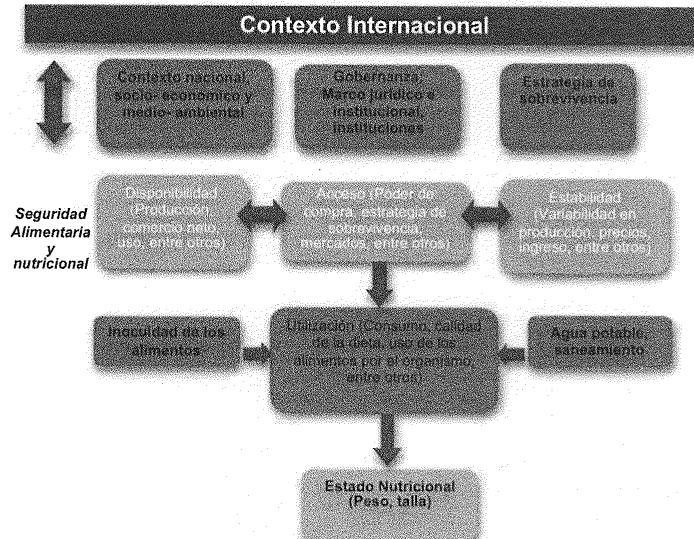 Contexto Internacional
Contexto nacional,
socio- económico y
medio- ambiental
Gobernanza,
Marco jurídico e
institucional,
instituciones
Estrategia de
sobrevivencia
Seguridad
Alimentaria
y
nutricional
Disponibilidad
(Producción
comercio neto
uso, entre otros)
Acceso (Poder de
compra, estrategia de
sobrevivencia,
mercados, entre otros)
Estabilidad
(Variabilidad en
producción, precios,
ingreso, entre otros)
Inocuidad de los
alimentos
Utilización (Consumo, calidad
de la dieta, uso de los
alimentos por el organismo,
entre otros)
Agua potable,
saneamiento
Estado Nutricional
(Peso, talla)